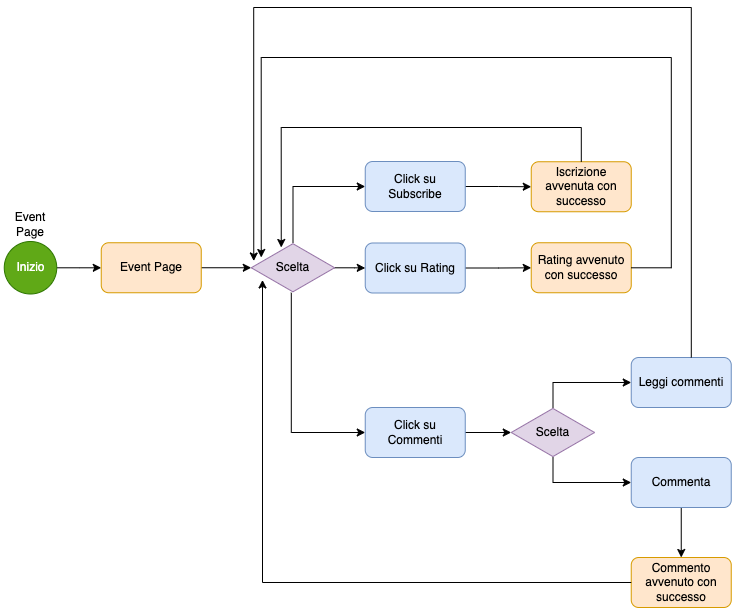 Event
Page
Inizio
Event Page
Scelta
Click su
Subscribe
Iscrizione
avvenuta con
successo
Click su Rating
Rating avvenuto
con successo
Click su
Commenti
Scelta
Leggi commenti
Commenta
Commento
avvenuto con
successo